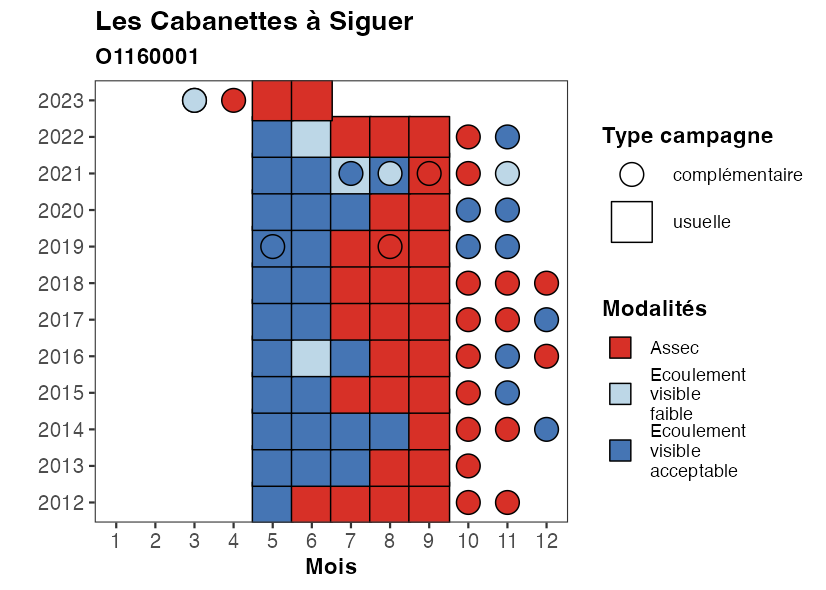 Les Cabanettes à Siguer
O1160001
2023
2022
2021
2020
2019
2018
2017
2016
2015
2014
2013
2012
1 2 3 4 5 6 7 8 9 10 11 12
Mois
Type campagne
complémentaire
usuelle
Modalités
Assec
Ecoulement
visible
faible
Ecoulement
visible
acceptable